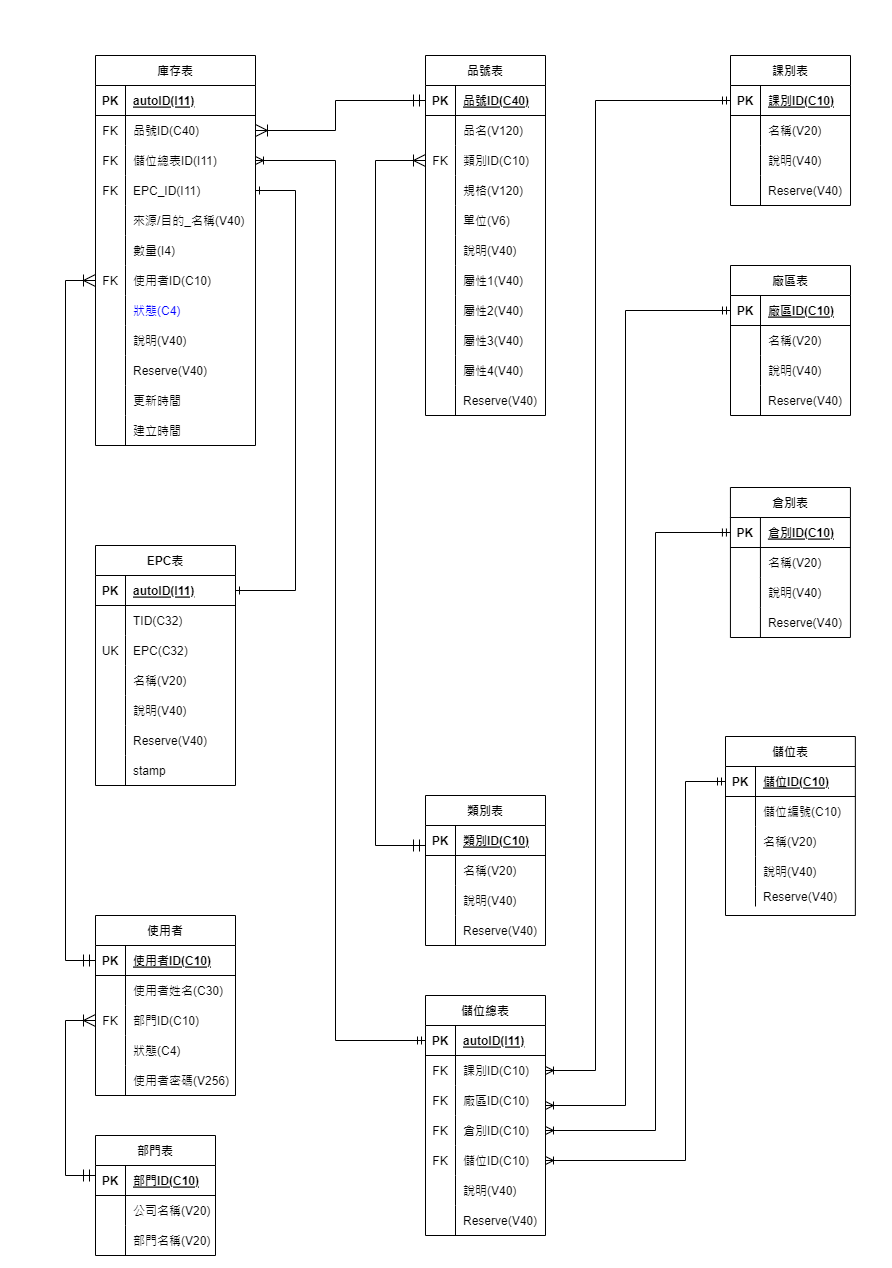 庫存表
PK autoID(I11)
FK 品號ID(C40)
FK 儲位總表ID(I11)
FK EPC_ID(I11)
來源/目的_名稱(V40)
數量(I4)
FK 使用者ID(C10)
狀態(C4)
說明(V40)
Reserve(V40)
更新時間
建立時間
EPC表
PK autoID(I11)
TID(C32)
UK EPC(C32)
名稱(V20)
說明(V40)
Reserve(V40)
stamp
使用者
PK 使用者ID(C10)
使用者姓名(C30)
FK 部門ID(C10)
狀態(C4)
使用者密碼(V256)
部門表
PK 部門ID(C10)
公司名稱(V20)
部門名稱(V20)
品號表
PK 品號ID(C40)
品名(V120)
FK 類別ID(C10)
規格(V120)
單位(V6)
說明(V40)
屬性1(V40)
屬性2(V40)
屬性3(V40)
屬性4(V40)
Reserve(V40)
類別表
PK 類別ID(C10)
名稱(V20)
說明(V40)
Reserve(V40)
儲位總表
PK autoID(I11)
FK 課別ID(C10)
FK 廠區ID(C10)
FK 倉別ID(C10)
FK 儲位ID(C10)
說明(V40)
Reserve(V40)
課別表
PK 課別ID(C10)
名稱(V20)
說明(V40)
Reserve(V40)
廠區表
PK 廠區ID(C10)
名稱(V20)
說明(V40)
Reserve(V40)
倉別表
PK 倉別ID(C10)
名稱(V20)
說明(V40)
Reserve(V40)
儲位表
PK 儲位ID(C10)
儲位編號(C10)
名稱(V20)
說明(V40)
Reserve(V40)